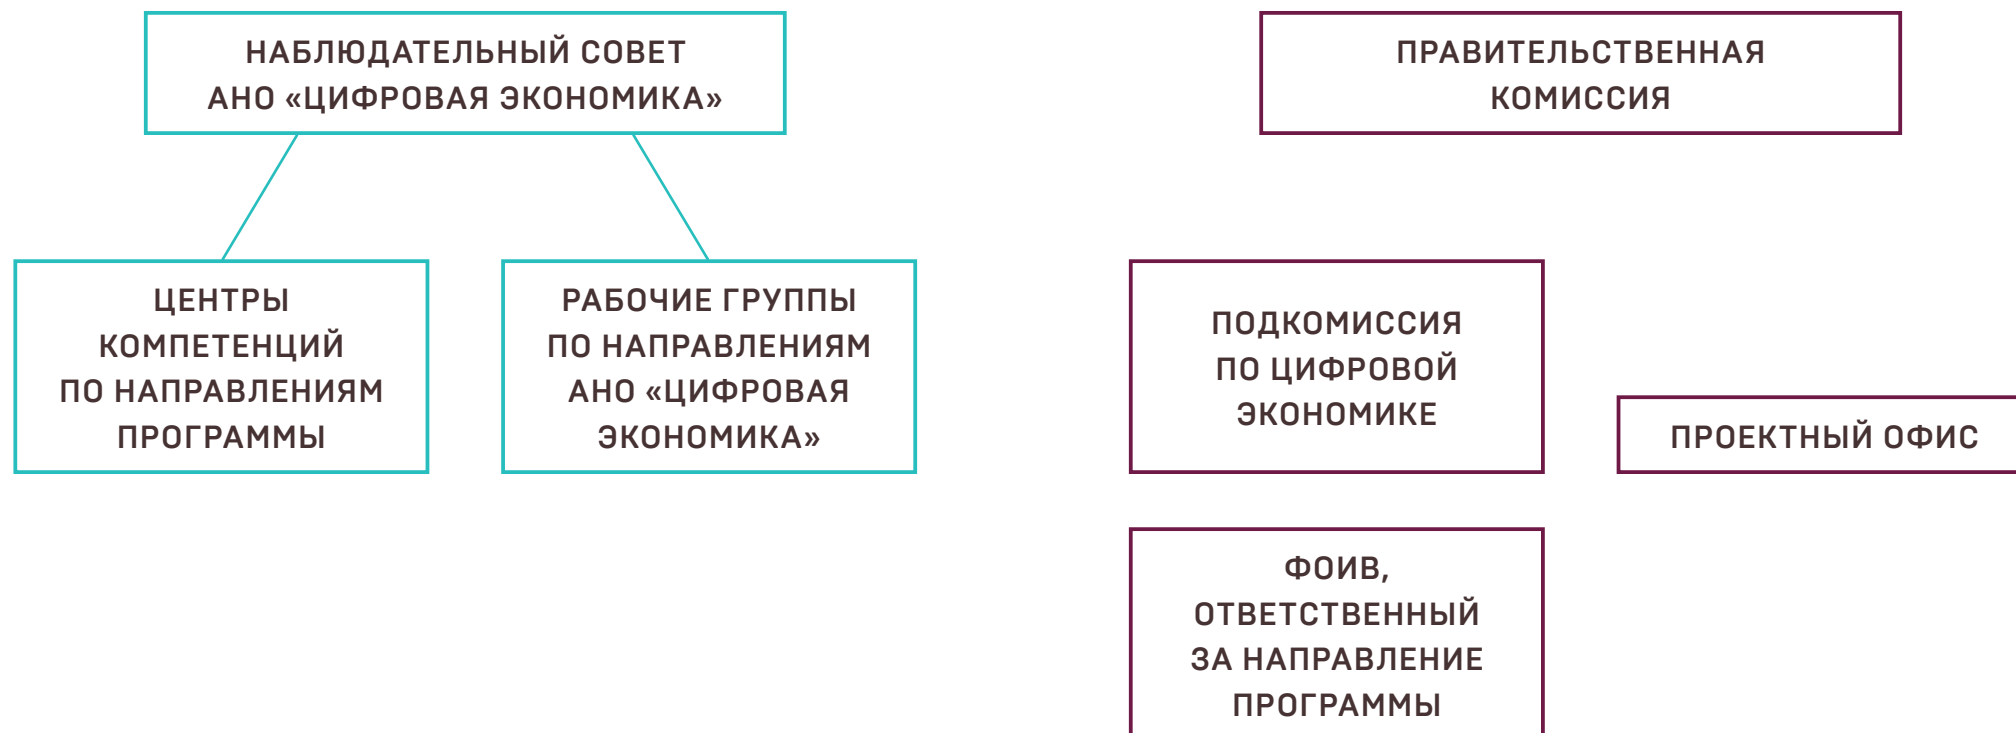 НАБЛЮДАТЕЛЬНЫЙ СОВЕТ
АНО «ЦИФРОВАЯ ЭКОНОМИКА»
ПРАВИТЕЛЬСТВЕННАЯ
КОМИССИЯ
ЦЕНТРЫ
КОМПЕТЕНЦИЙ
ПО НАПРАВЛЕНИЯМ
ПРОГРАММЫ
РАБОЧИЕ ГРУППЫ
ПО НАПРАВЛЕНИЯМ
АНО «ЦИФРОВАЯ
ЭКОНОМИКА»
ПОДКОМИССИЯ
ПО ЦИФРОВОЙ
ЭКОНОМИКЕ
ПРОЕКТНЫЙ ОФИС
ФОИВ,
ОТВЕТСТВЕННЫЙ
ЗА НАПРАВЛЕНИЕ
ПРОГРАММЫ